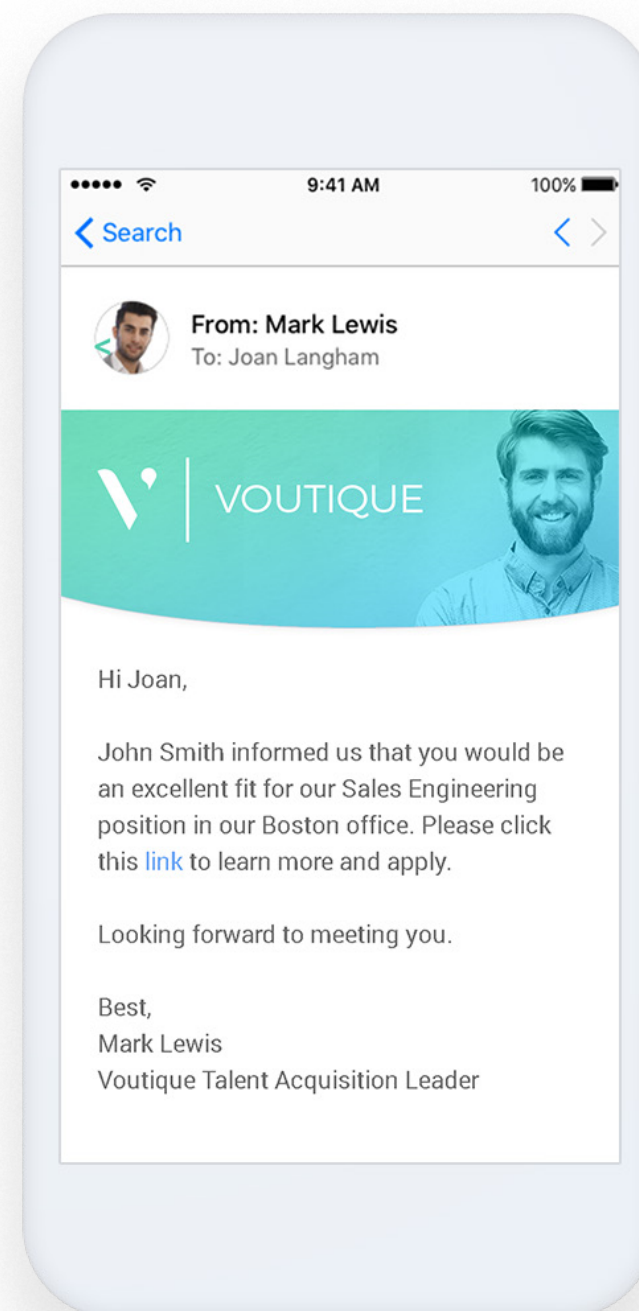 9:41 AM
100%
Search
From: Mark Lewis
To: Joan Langham
VOUTIQUE
Hi Joan,
John Smith informed us that you would be
an excellent fit for our Sales Engineering
position in our Boston office. Please click
this link to learn more and apply.
Looking forward to meeting you.
Best,
Mark Lewis
Voutique Talent Acquisition Leader